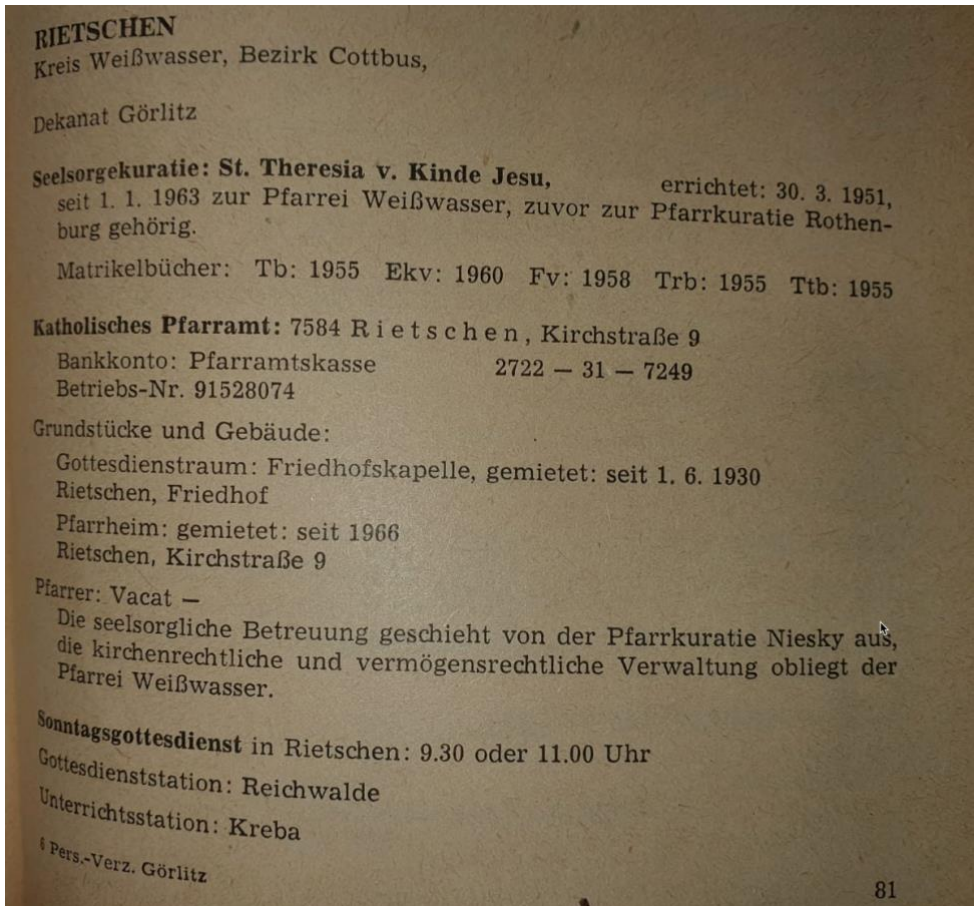 RIETSCHEN
Kreis Weißwasser, Bezirk Cottbus,
Dekanat Görlitz
Seelsorgekuratie: St. Theresia v. Kinde Jesu, errichtet: 30. 3. 1951,
seit 1. 1. 1963 zur Pfarrei Weißwasser, zuvor zur Pfarrkuratie Rothen-
burg gehörig.
Matrikelbücher: Tb: 1955 Ekv: 1960 Fv: 1958 Trb: 1955 Ttb: 1955
Katholisches Pfarramt: 7584 Rietschen, Kirchstraße 9
Bankkonto: Pfarramtskasse 2722 — 31 — 7249
Betriebs-Nr. 91528074
Grundstücke und Gebäude:
Gottesdienstraum: Friedhofskapelle, gemietet: seit 1. 6. 1930
Rietschen, Friedhof
Pfarrheim: gemietet: seit 1966
Rietschen, Kirchstraße 9
Pfarrer: Vacat —
Die seelsorgliche Betreuung geschieht von der Pfarrkuratie Niesky aus,
die kirchenrechtliche und vermögensrechtliche Verwaltung obliegt der
Pfarrei Weißwasser.
Sonntagsgottesdienst in Rietschen: 9.30 oder 11.00 Uhr
Gottesdienststation: Reichwalde
Unterrichtsstation: Kreba
6 Pers.-Verz. Görlitz
81